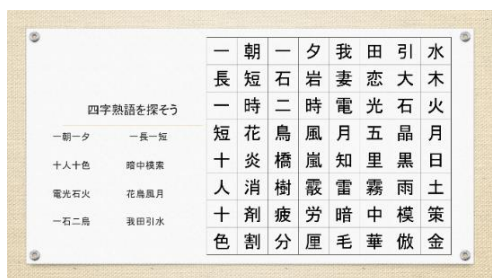 四字熟語を探そう
一朝一夕 一長一短
十人十色 暗中模索
電光石火 花鳥風月
一石二鳥 我田引水
一朝一夕我田引水
長短石岩妻恋大木
一時二時電光石火
短花鳥風月五晶月
十炎橋嵐知里黒日
人消樹霰雷霧雨土
十剤疲労暗中模策
色割分厘毛華倣金